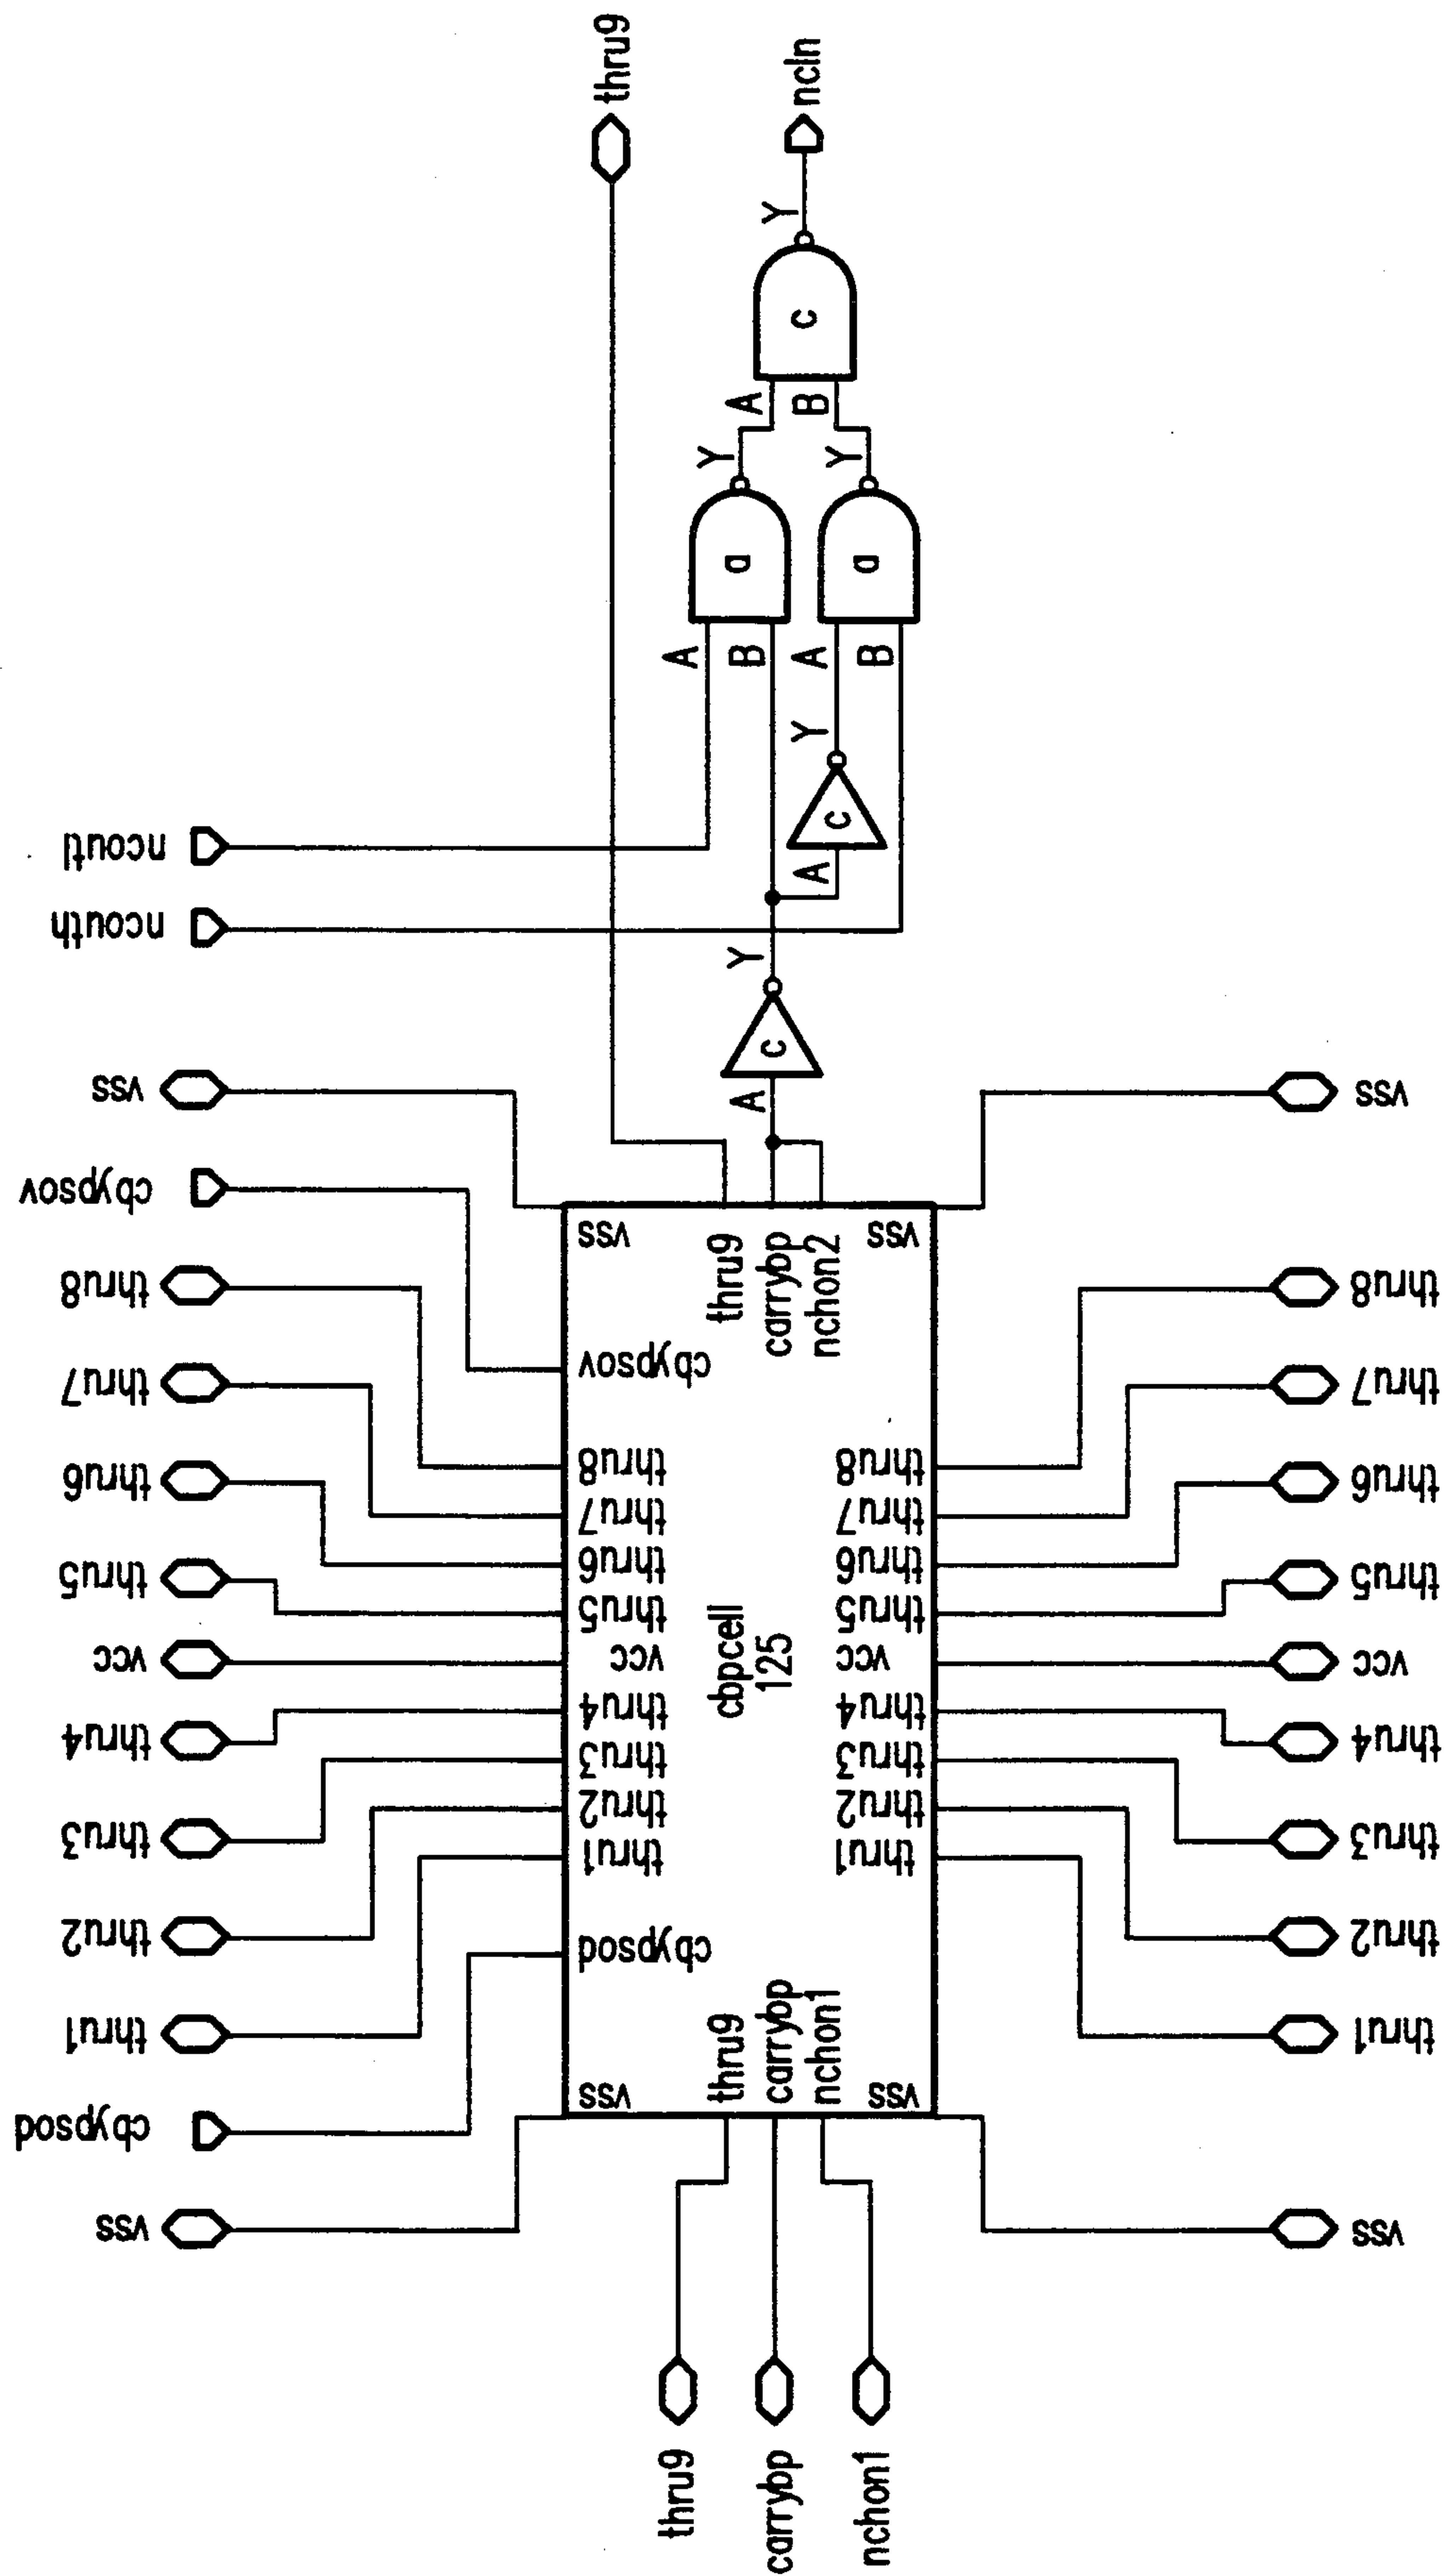 thru9
ncin
Y
c
A
B
Y
Y
a
a
A
B
A
B
Y
c
A
ncoutl
ncouth
Y
c
A
vss
vss
cbypsov
thru8
thru8
thru7
thru7
thru6
thru6
thru5
thru5
vcc
vcc
thru4
thru4
thru3
thru3
thru2
thru2
thru1
thru1
cbypsod
vss
vss
vss
thru9
carrybp
nchon2
vss
cbypsov
thru8
thru8
thru7
thru7
thru6
thru6
thru5
thru5
vcc
cbpcell
125
vcc
thru4
thru4
thru3
thru3
thru2
thru2
thru1
thru1
cbypsod
vss
thru9
carrybp
nchon1
vss
thru9
carrybp
nchon1